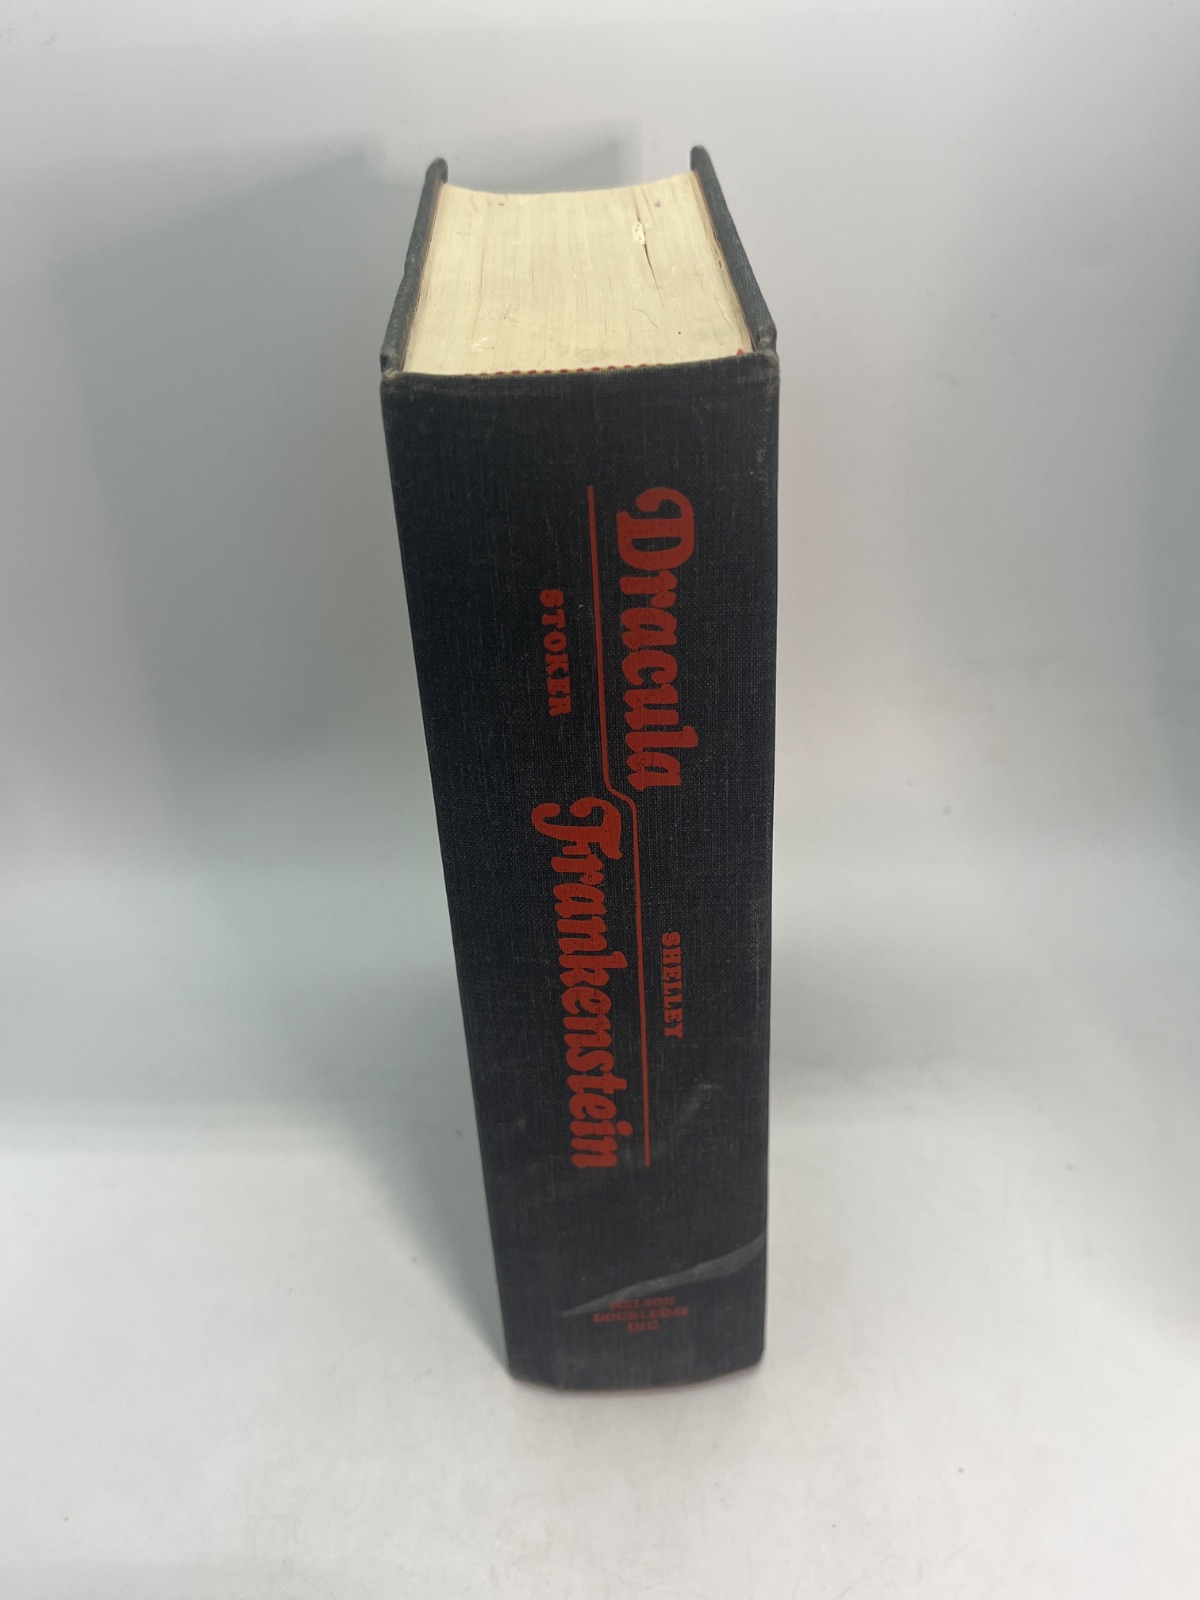 Dracula
STOKER
SHELLEY
Frankenstein
NELSON
DOUBLEDAY
INC